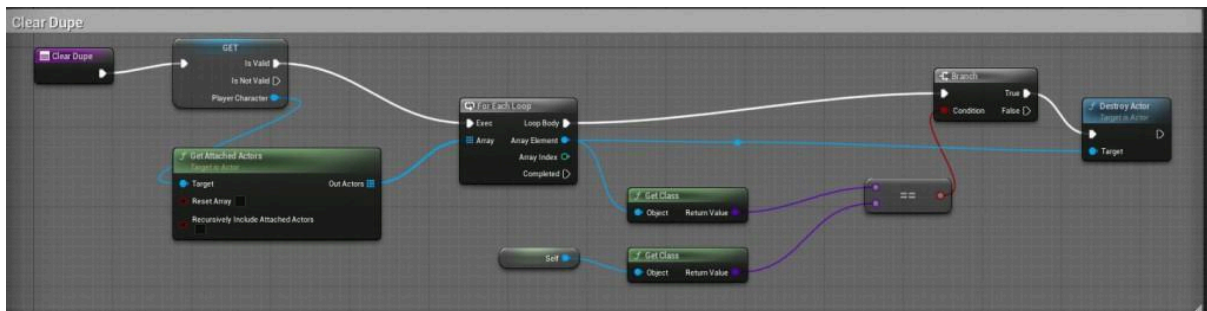 Clear Dupe
Clear Dupe
GET
Is Valid
Is Not Valid
Player Character
Get Attached Actors
Target is Actor
Target
Out Actors
Reset Array
Recursively Include Attached Actors
For Each Loop
Exec
Loop Body
Array
Array Element
Array Index
Completed
Get Class
Object
Return Value
Self
Get Class
Object
Return Value
==
Branch
True
Condition
False
Destroy Actor
Target is Actor
Target